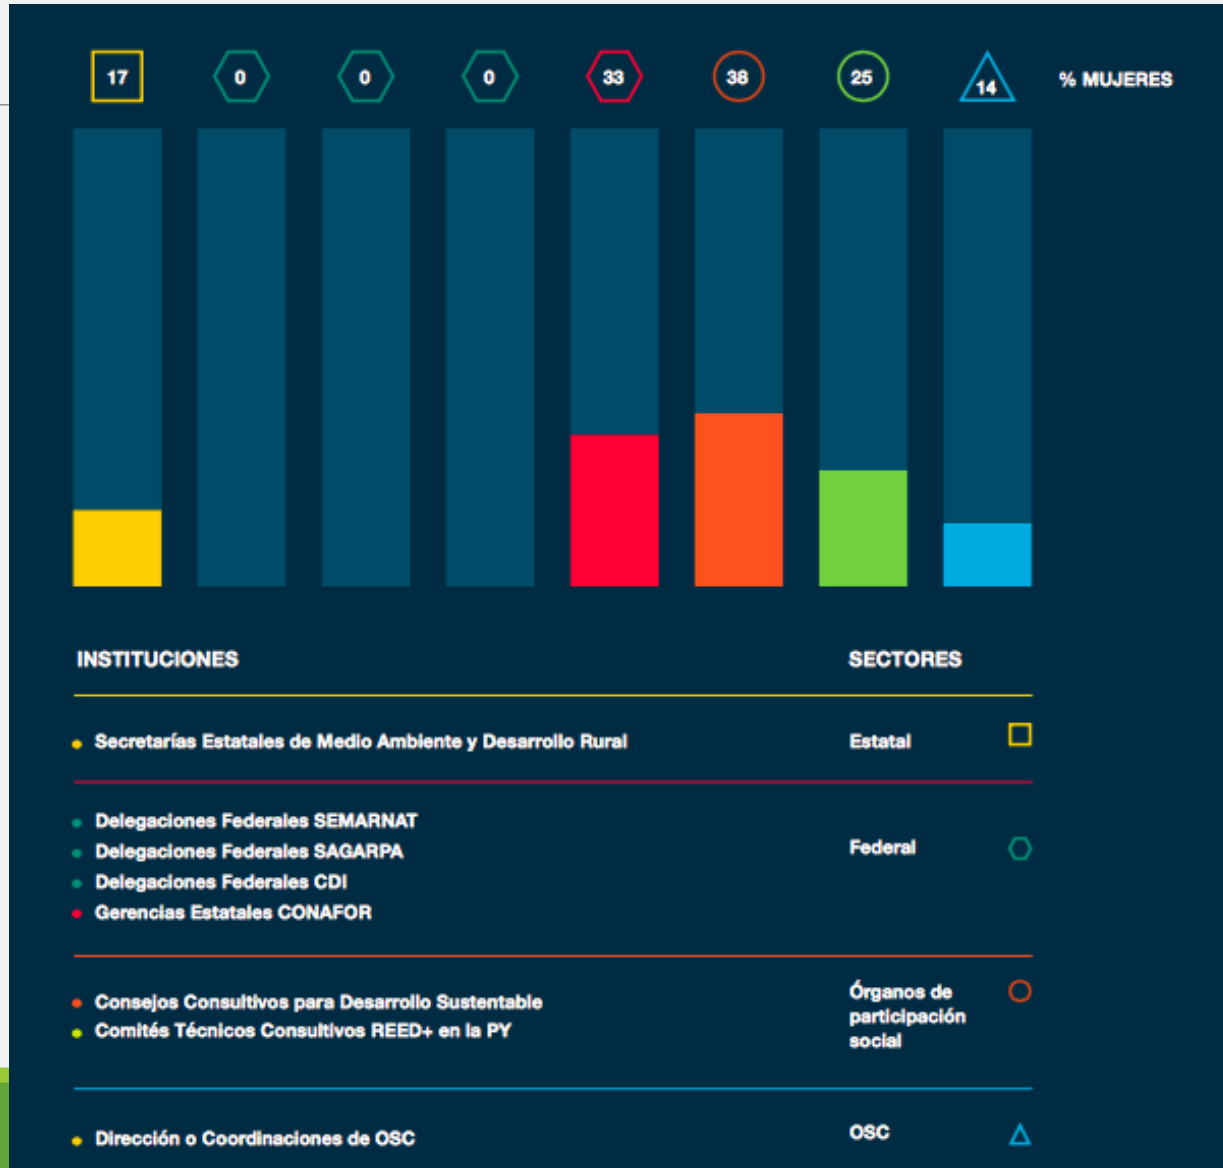 17 0 0 0 33 38 25 14 % MUJERES
INSTITUCIONES SECTORES
Secretarías Estatales de Medio Ambiente y Desarrollo Rural Estatal
Delegaciones Federales SEMARNAT
Delegaciones Federales SAGARPA
Federal
Delegaciones Federales CDI
Gerencias Estatales CONAFOR
Consejos Consultivos para Desarrollo Sustentable
Comités Técnicos Consultivos REED+ en la PY
Órganos de
participación
social
Dirección o Coordinaciones de OSC OSC